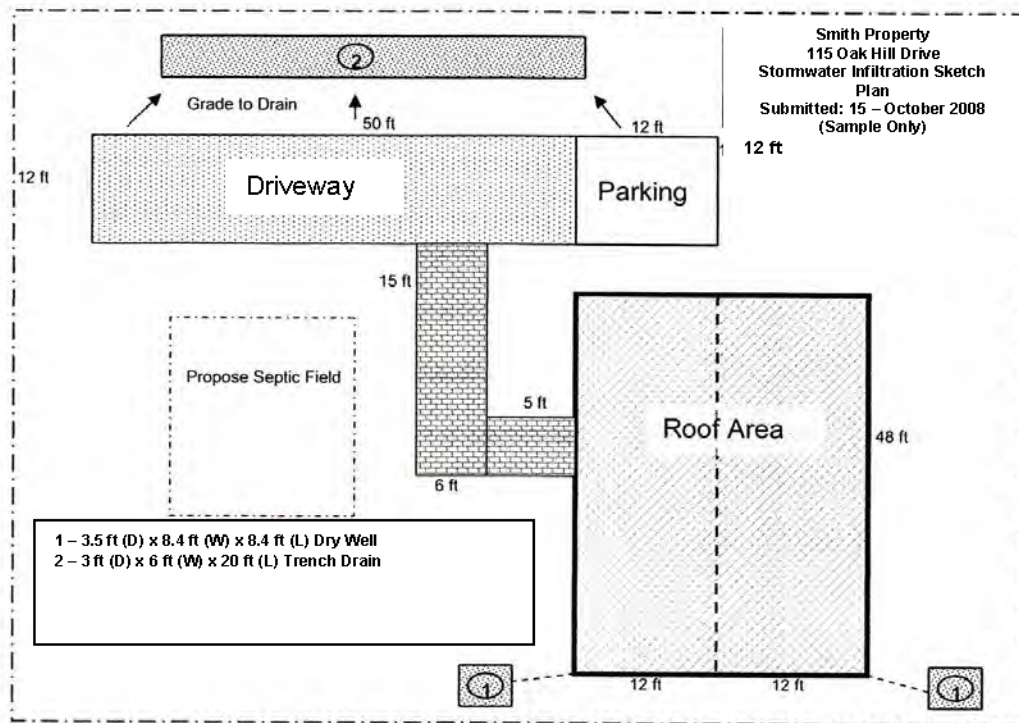 Smith Property
115 Oak Hill Drive
Stormwater Infiltration Sketch
Plan
Submitted: 15 – October 2008
(Sample Only)
2
Grade to Drain
50 ft
12 ft
12 ft
12 ft
Driveway
Parking
15 ft
Propose Septic Field
5 ft
Roof Area
48 ft
6 ft
1 – 3.5 ft (D) x 8.4 ft (W) x 8.4 ft (L) Dry Well
2 – 3 ft (D) x 6 ft (W) x 20 ft (L) Trench Drain
1
12 ft
12 ft
1